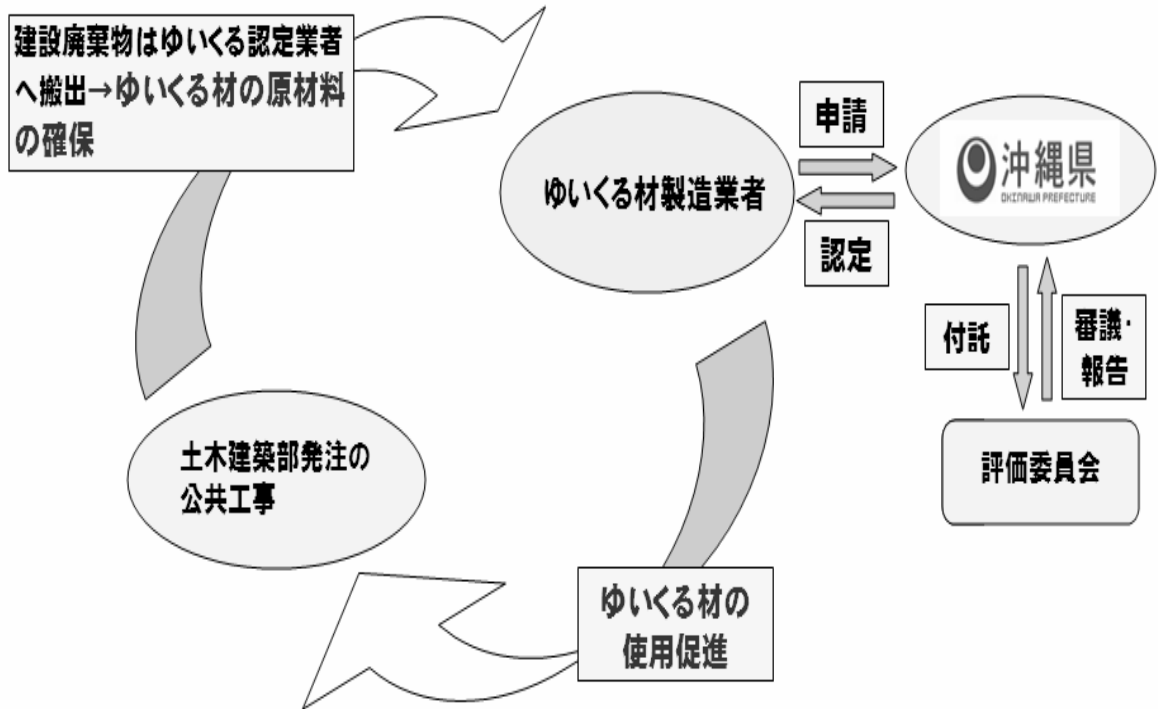 建設廃棄物はゆいくる認定業者
へ搬出→ゆいくる材の原材料
の確保
ゆいくる材製造業者
申請
認定
沖縄県
OKINAWA PREFECTURE
付託
審議・
報告
評価委員会
土木建築部発注の
公共工事
ゆいくる材の
使用促進